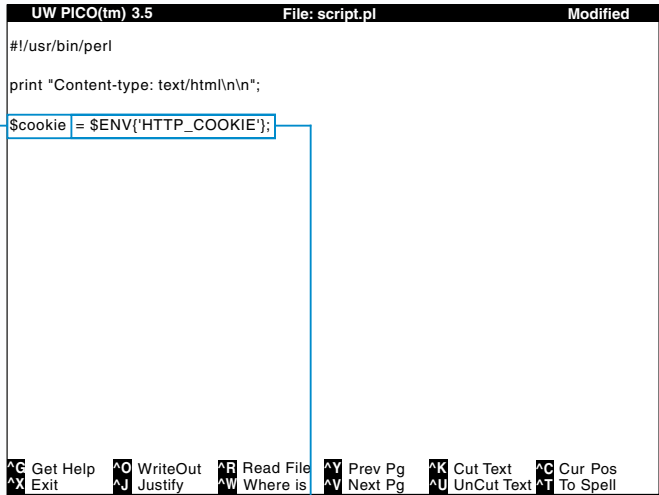 UW PICO(tm) 3.5 File: script.pl Modified
#!/usr/bin/perl
print "Content-type: text/html\n\n";
$cookie = $ENV{'HTTP_COOKIE'};
^G Get Help ^O WriteOut ^R Read File ^Y Prev Pg ^K Cut Text ^C Cur Pos
^X Exit ^J Justify ^W Where is ^V Next Pg ^U UnCut Text ^T To Spell